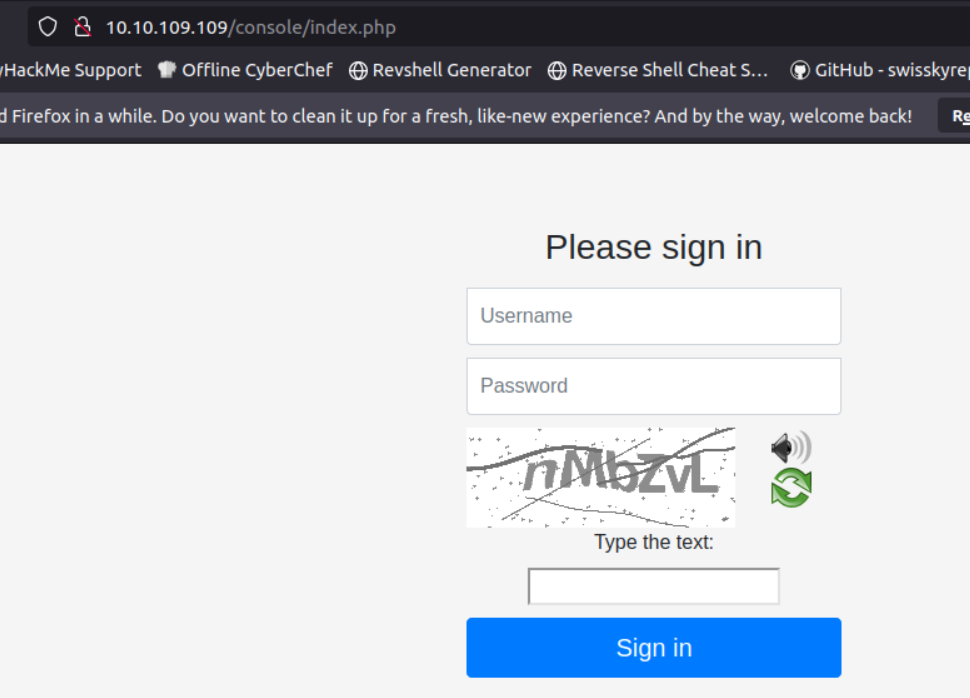 10.10.109.109/console/index.php
yHackMe Support Offline CyberChef Revshell Generator Reverse Shell Cheat S... GitHub - swisskyrep
d Firefox in a while. Do you want to clean it up for a fresh, like-new experience? And by the way, welcome back! Re
Please sign in
Username
Password
nMbZvL
Type the text:
Sign in